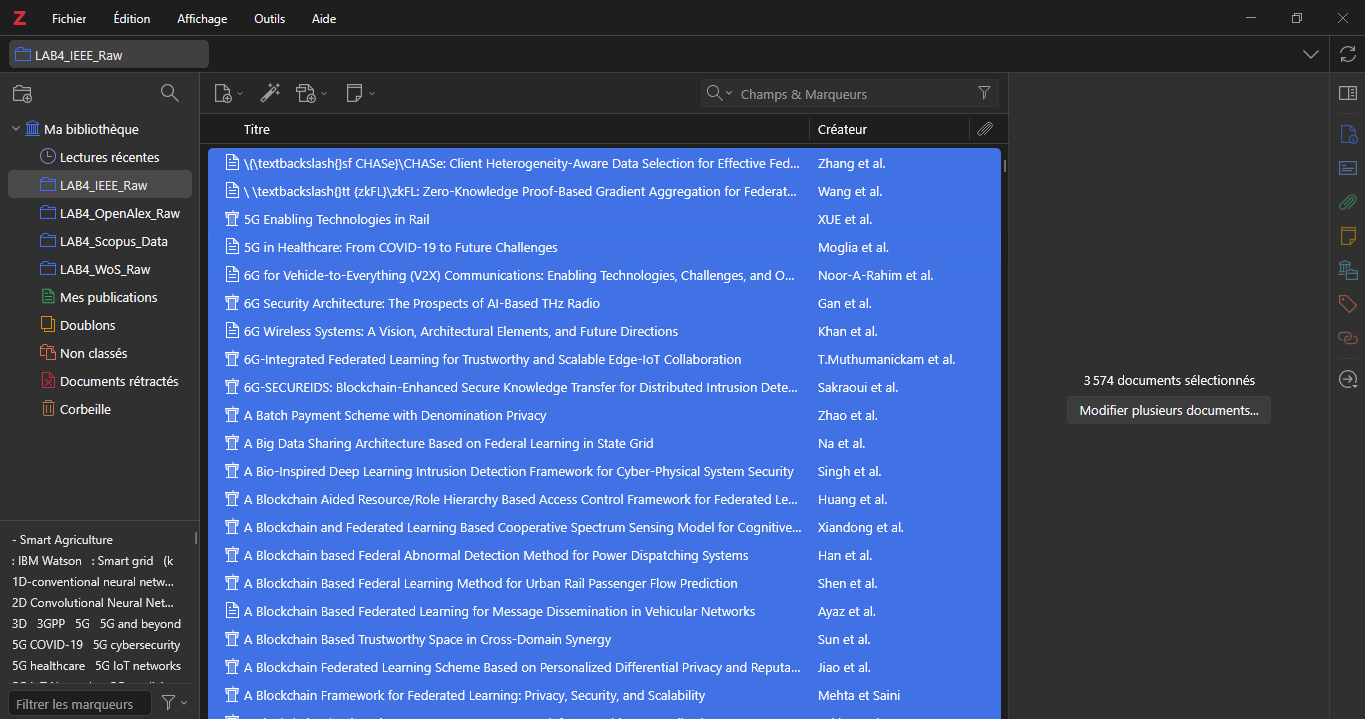 Z Fichier Édition Affichage Outils Aide
LAB4_IEEE_Raw
Champs & Marqueurs
Ma bibliothèque
Lectures récentes
LAB4_IEEE_Raw
LAB4_OpenAlex_Raw
LAB4_Scopus_Data
LAB4_WoS_Raw
Mes publications
Doublons
Non classés
Documents rétractés
Corbeille
- Smart Agriculture
: IBM Watson : Smart grid (k
1D-conventional neural netw...
2D Convolutional Neural Net...
3D 3GPP 5G 5G and beyond
5G COVID-19 5G cybersecurity
5G healthcare 5G IoT networks
Filtrer les marqueurs
Titre Créateur
\{\textbackslash{}sf CHASe}\CHASe: Client Heterogeneity-Aware Data Selection for Effective Fed... Zhang et al.
\ \textbackslash{}tt {zkFL}\zkFL: Zero-Knowledge Proof-Based Gradient Aggregation for Federat... Wang et al.
5G Enabling Technologies in Rail XUE et al.
5G in Healthcare: From COVID-19 to Future Challenges Moglia et al.
6G for Vehicle-to-Everything (V2X) Communications: Enabling Technologies, Challenges, and O... Noor-A-Rahim et al.
6G Security Architecture: The Prospects of AI-Based THz Radio Gan et al.
6G Wireless Systems: A Vision, Architectural Elements, and Future Directions Khan et al.
6G-Integrated Federated Learning for Trustworthy and Scalable Edge-IoT Collaboration T.Muthumanickam et al.
6G-SECUREIDS: Blockchain-Enhanced Secure Knowledge Transfer for Distributed Intrusion Dete... Sakraoui et al.
A Batch Payment Scheme with Denomination Privacy Zhao et al.
A Big Data Sharing Architecture Based on Federal Learning in State Grid Na et al.
A Bio-Inspired Deep Learning Intrusion Detection Framework for Cyber-Physical System Security Singh et al.
A Blockchain Aided Resource/Role Hierarchy Based Access Control Framework for Federated Le... Huang et al.
A Blockchain and Federated Learning Based Cooperative Spectrum Sensing Model for Cognitive... Xiandong et al.
A Blockchain based Federal Abnormal Detection Method for Power Dispatching Systems Han et al.
A Blockchain Based Federal Learning Method for Urban Rail Passenger Flow Prediction Shen et al.
A Blockchain Based Federated Learning for Message Dissemination in Vehicular Networks Ayaz et al.
A Blockchain Based Trustworthy Space in Cross-Domain Synergy Sun et al.
A Blockchain Federated Learning Scheme Based on Personalized Differential Privacy and Reputa... Jiao et al.
A Blockchain Framework for Federated Learning: Privacy, Security, and Scalability Mehta et Saini
3 574 documents sélectionnés
Modifier plusieurs documents...